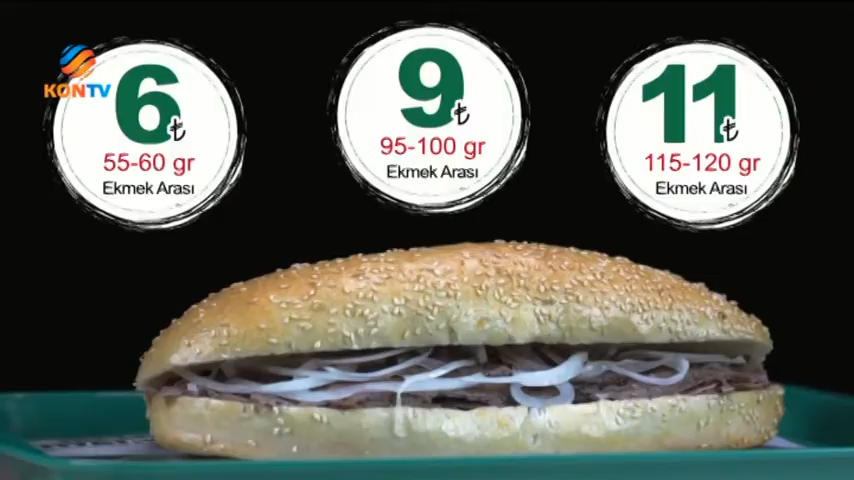 KONTV
6 ₺
55-60 gr
Ekmek Arası
9 ₺
95-100 gr
Ekmek Arası
11 ₺
115-120 gr
Ekmek Arası